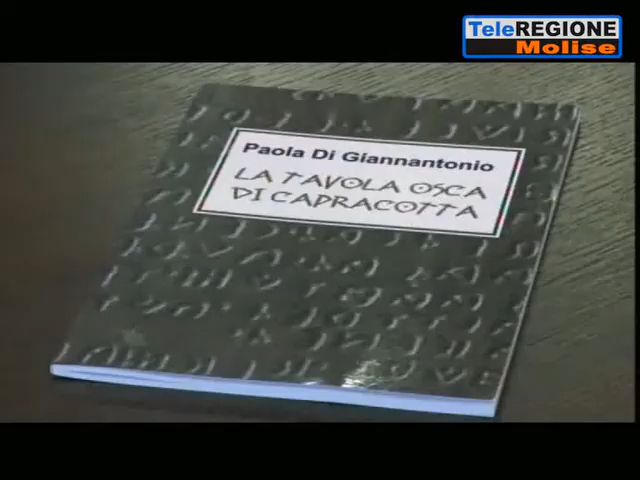 TeleREGIONE
Molise
Paola Di Giannantonio
LA TAVOLA OSCA
DI CAPRACOTTA